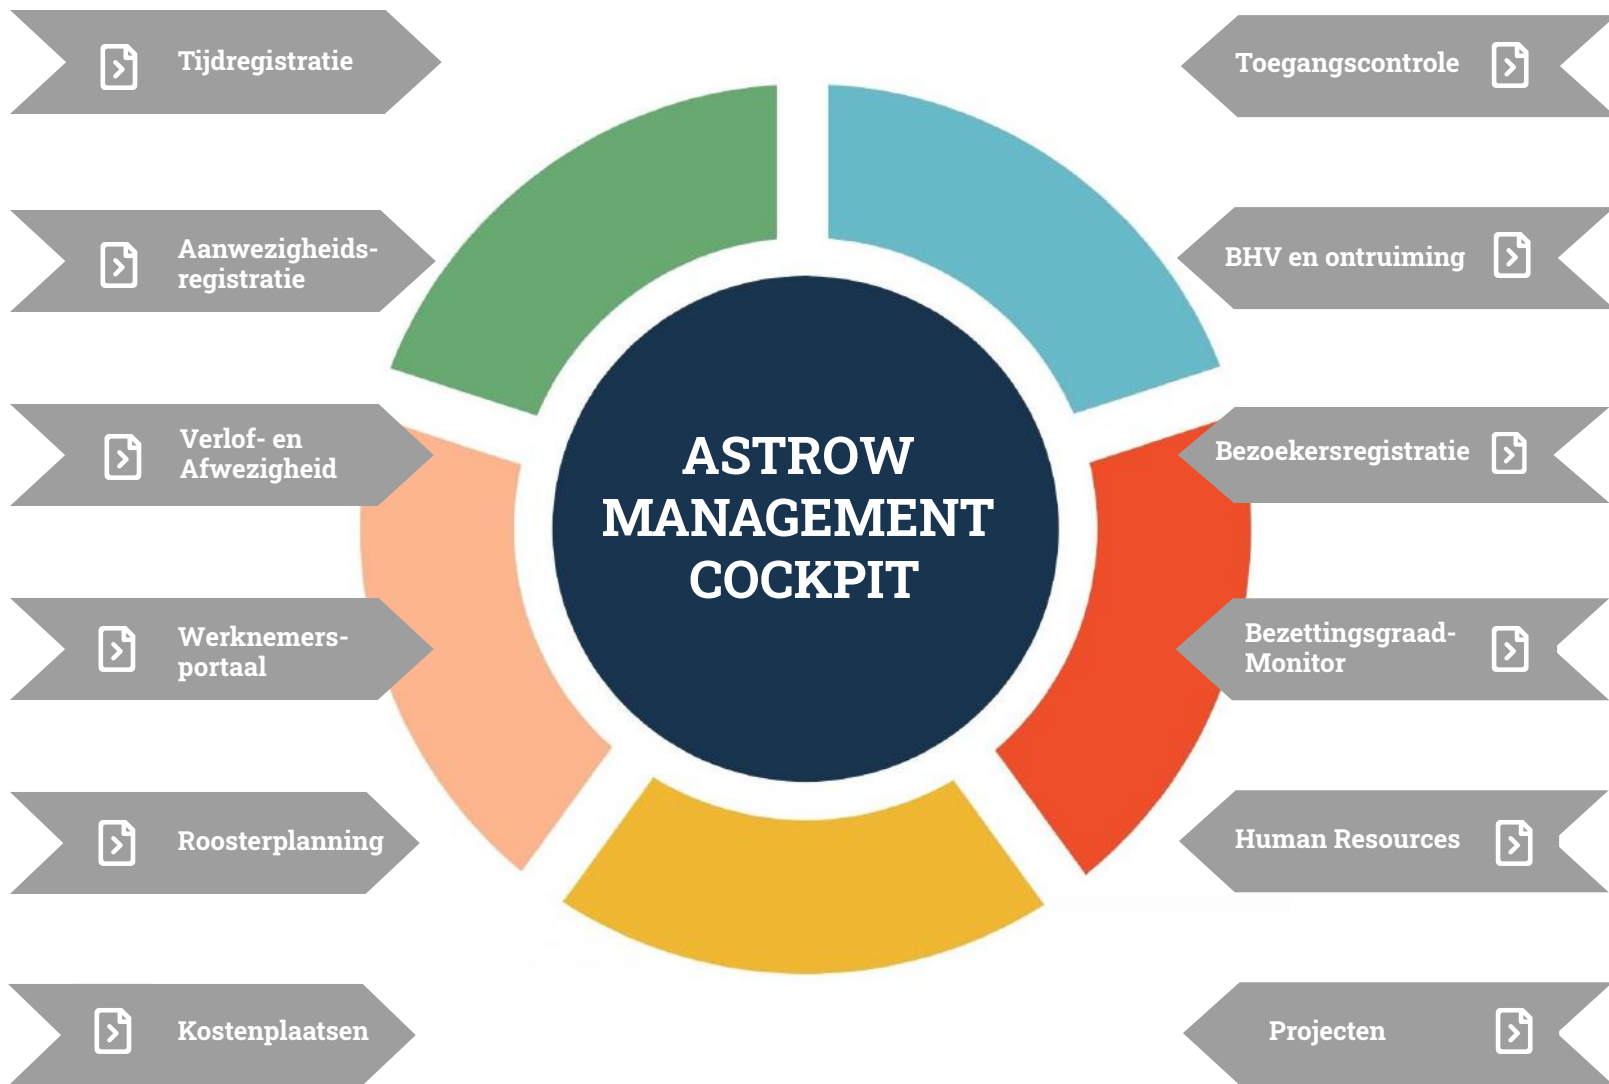 Tijdregistratie
Aanwezigheids-
registratie
Verlof- en
Afwezigheid
Werknemers-
portaal
Roosterplanning
Kostenplaatsen
ASTROW
MANAGEMENT
COCKPIT
Toegangscontrole
BHV en ontruiming
Bezoekersregistratie
Bezettingsgraad-
Monitor
Human Resources
Projecten